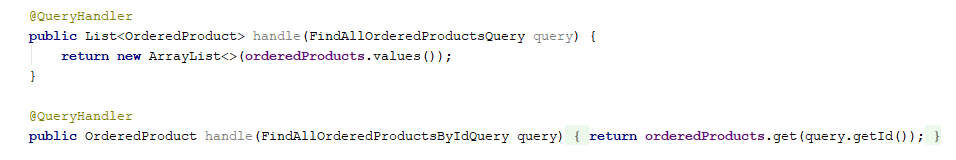 @QueryHandler
public List<OrderedProduct> handle(FindAllOrderedProductsQuery query) {
return new ArrayList<>(orderedProducts.values());
}
@QueryHandler
public OrderedProduct handle(FindAllOrderedProductsByIdQuery query) { return orderedProducts.get(query.getId()); }